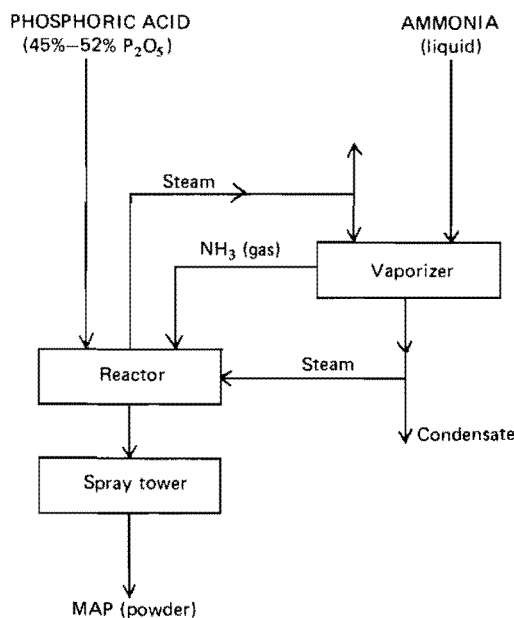 PHOSPHORIC ACID
(45%–52% P₂O₅)
AMMONIA
(liquid)
Steam
NH₃ (gas)
Vaporizer
Reactor
Steam
Condensate
Spray tower
MAP (powder)